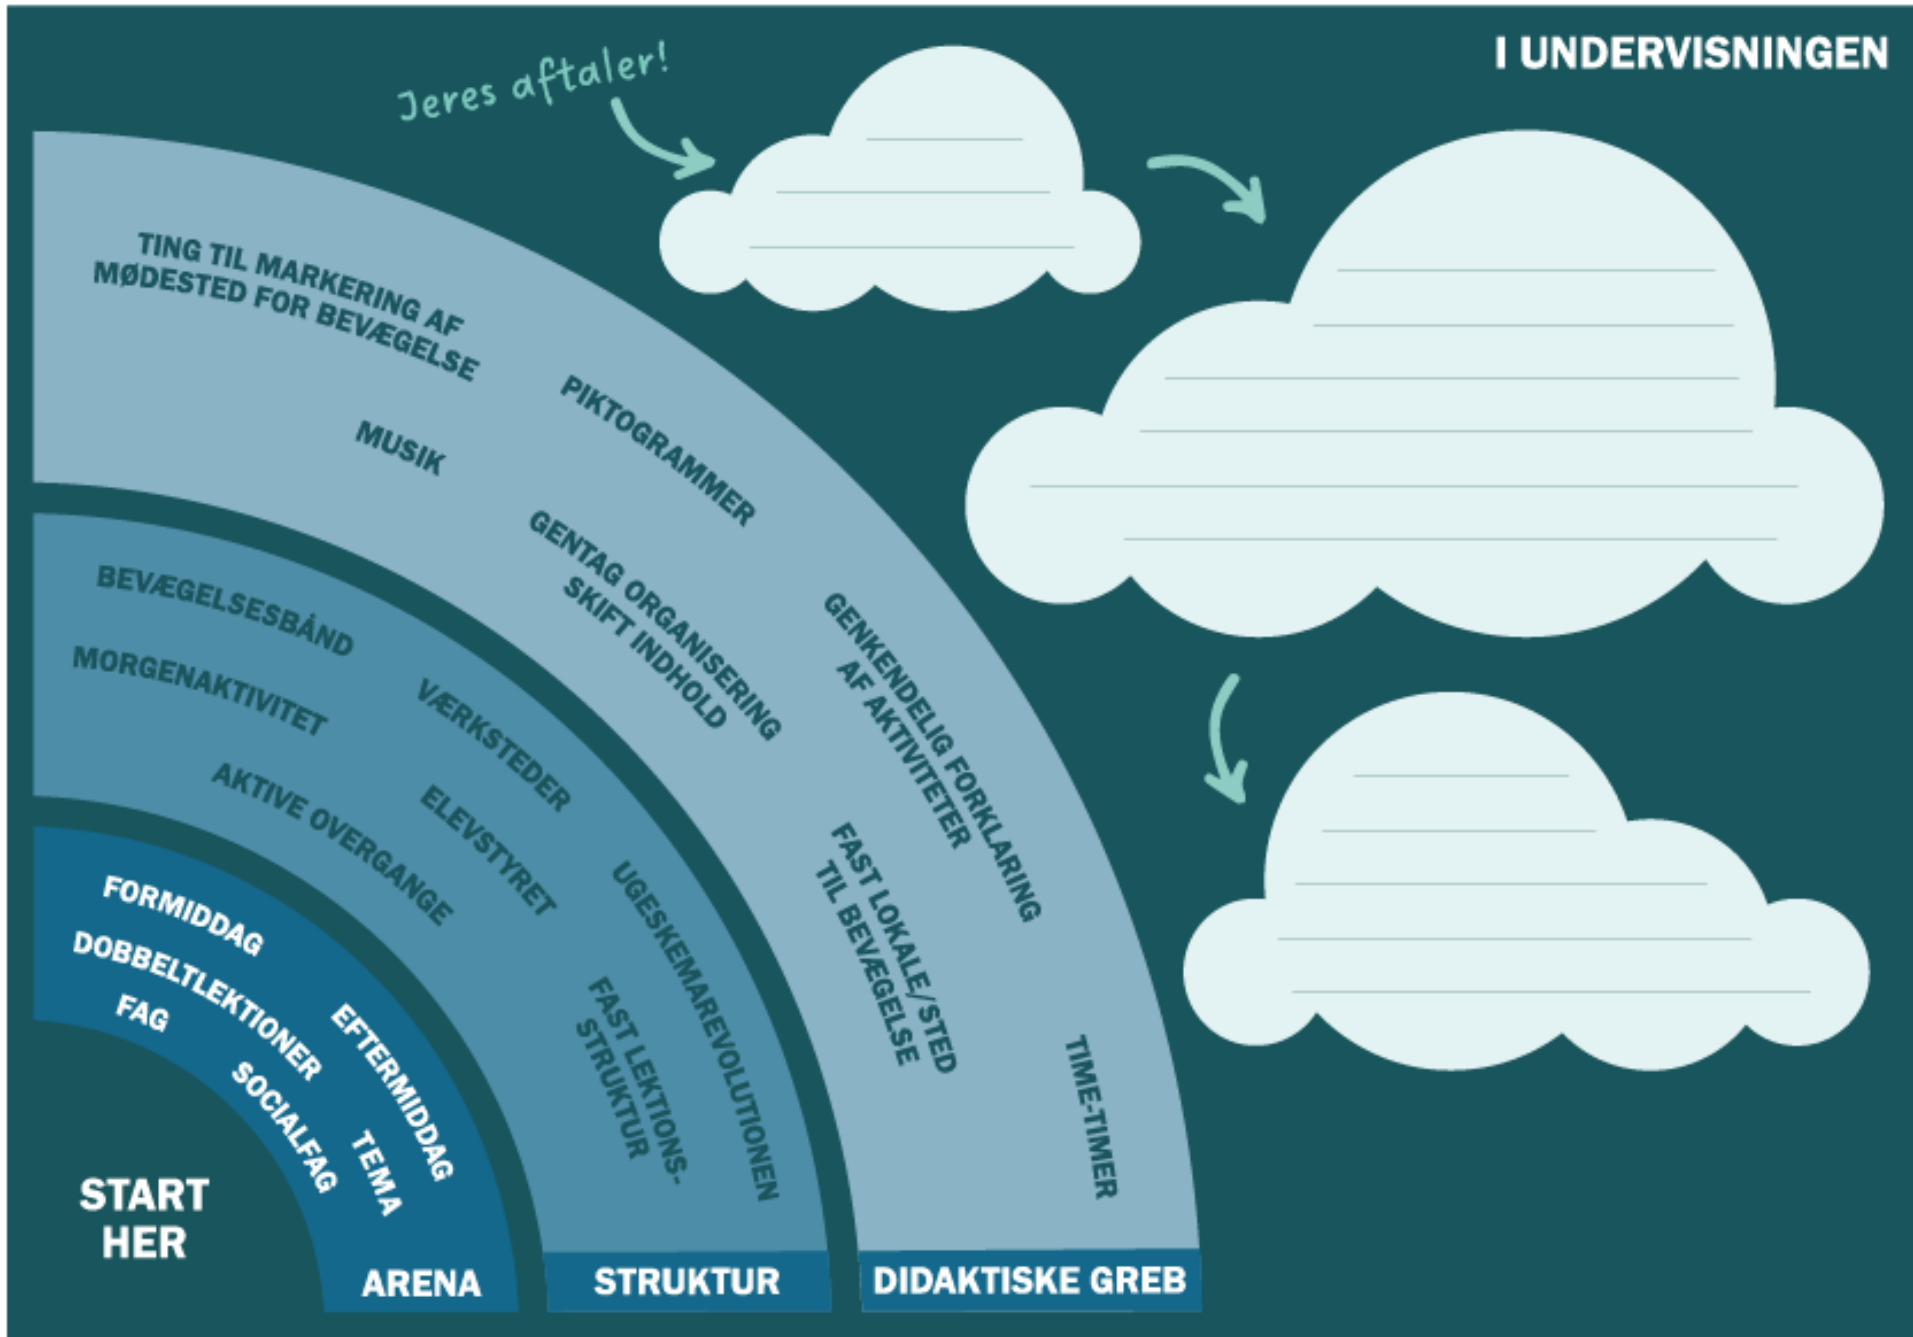 I UNDERVISNINGEN
Jeres aftaler!
TING TIL MARKERING AF
MØDESTED FOR BEVÆGELSE
PIKTOGRAMMER
MUSIK
GENTAG ORGANISERING
SKIFT INDHOLD
GENKENDELIG FORKLARING
AF AKTIVITETER
FAST LOKALE/STED
TIL BEVÆGELSE
TIME-TIMER
BEVÆGELSESBÅND
MORGENAKTIVITET
VÆRKSTEDER
AKTIVE OVERGANGE
ELEVSTYRET
UGESKEMAREVOLUTIONEN
FAST LEKTIONS-
STRUKTUR
FORMIDDAG
DOBBELTLEKTIONER
FAG
EFTERMIDDAG
SOCIALFAG
TEMA
START
HER
ARENA
STRUKTUR
DIDAKTISKE GREB